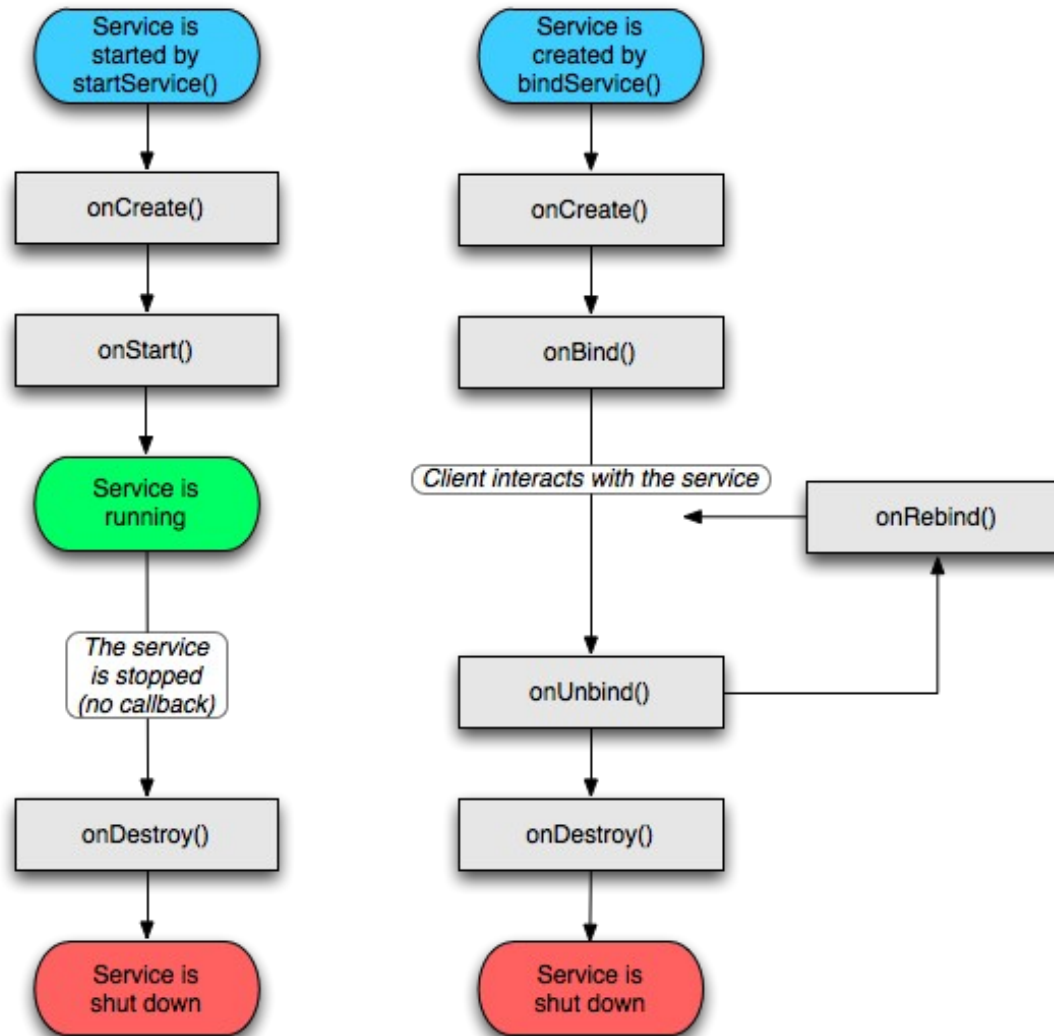 Service is
started by
startService()
onCreate()
onStart()
Service is
running
The service
is stopped
(no callback)
onDestroy()
Service is
shut down
Service is
created by
bindService()
onCreate()
onBind()
Client interacts with the service
onRebind()
onUnbind()
onDestroy()
Service is
shut down